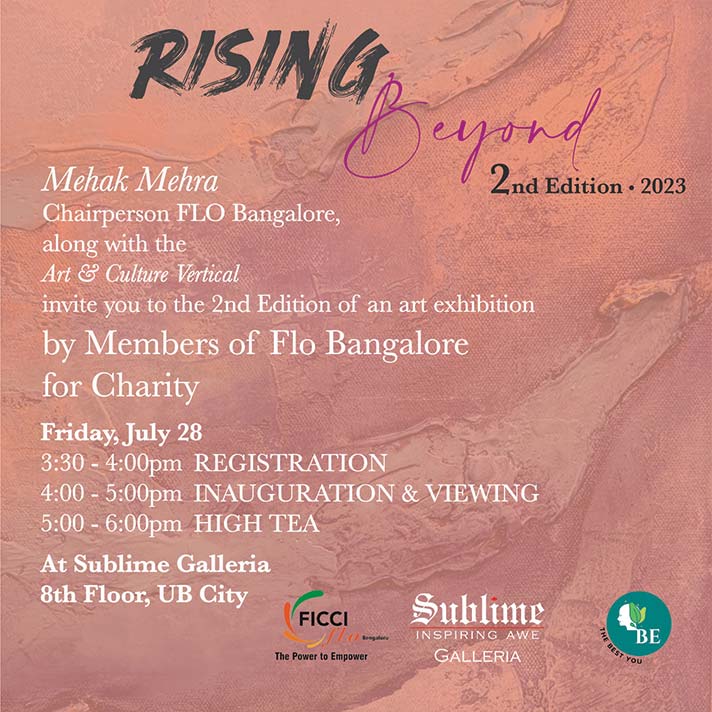 RISING
Beyond
2nd Edition • 2023
Mehak Mehra
Chairperson FLO Bangalore,
along with the
Art & Culture Vertical
invite you to the 2nd Edition of an art exhibition
by Members of Flo Bangalore
for Charity
Friday, July 28
3:30 - 4:00pm REGISTRATION
4:00 - 5:00pm INAUGURATION & VIEWING
5:00 - 6:00pm HIGH TEA
At Sublime Galleria
8th Floor, UB City
FICCI
flo Bengaluru
The Power to Empower
Sublime
INSPIRING AWE
GALLERIA
BE
THE BEST YOU